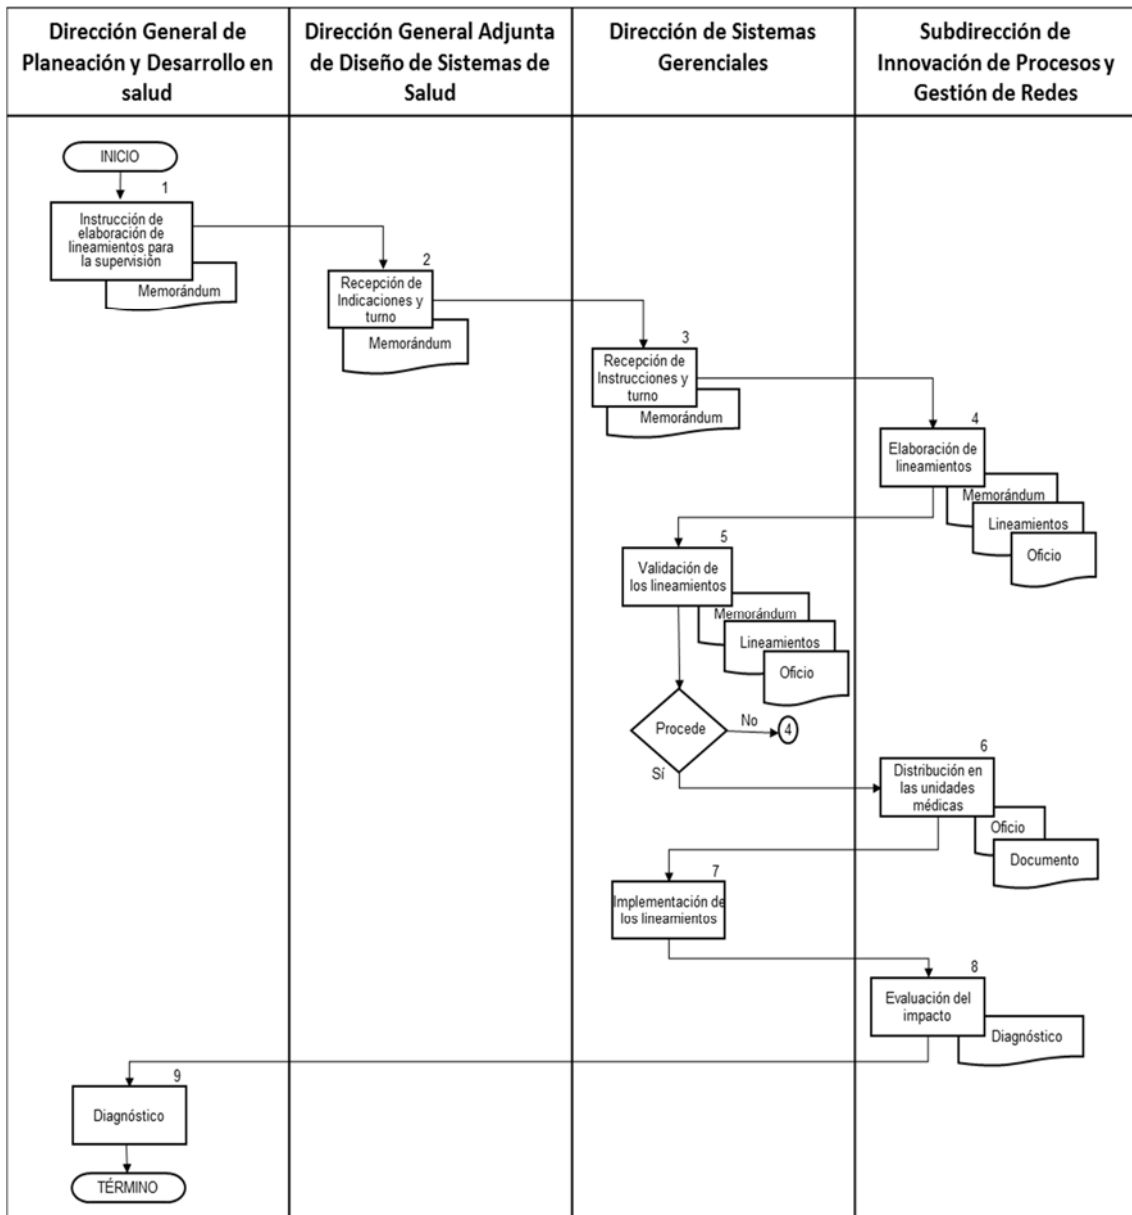 Dirección General de
Planeación y Desarrollo en
salud
Dirección General Adjunta
de Diseño de Sistemas de
Salud
Dirección de Sistemas
Gerenciales
Subdirección de
Innovación de Procesos y
Gestión de Redes
INICIO
1
Instrucción de
elaboración de
lineamientos para
la supervisión
Memorándum
2
Recepción de
Indicaciones y
turno
Memorándum
3
Recepción de
Instrucciones y
turno
Memorándum
4
Elaboración de
lineamientos
Memorándum
Lineamientos
Oficio
5
Validación de
los lineamientos
Memorándum
Lineamientos
Oficio
Procede
No
4
Sí
6
Distribución en
las unidades
médicas
Oficio
Documento
7
Implementación de
los lineamientos
8
Evaluación del
impacto
Diagnóstico
9
Diagnóstico
TÉRMINO